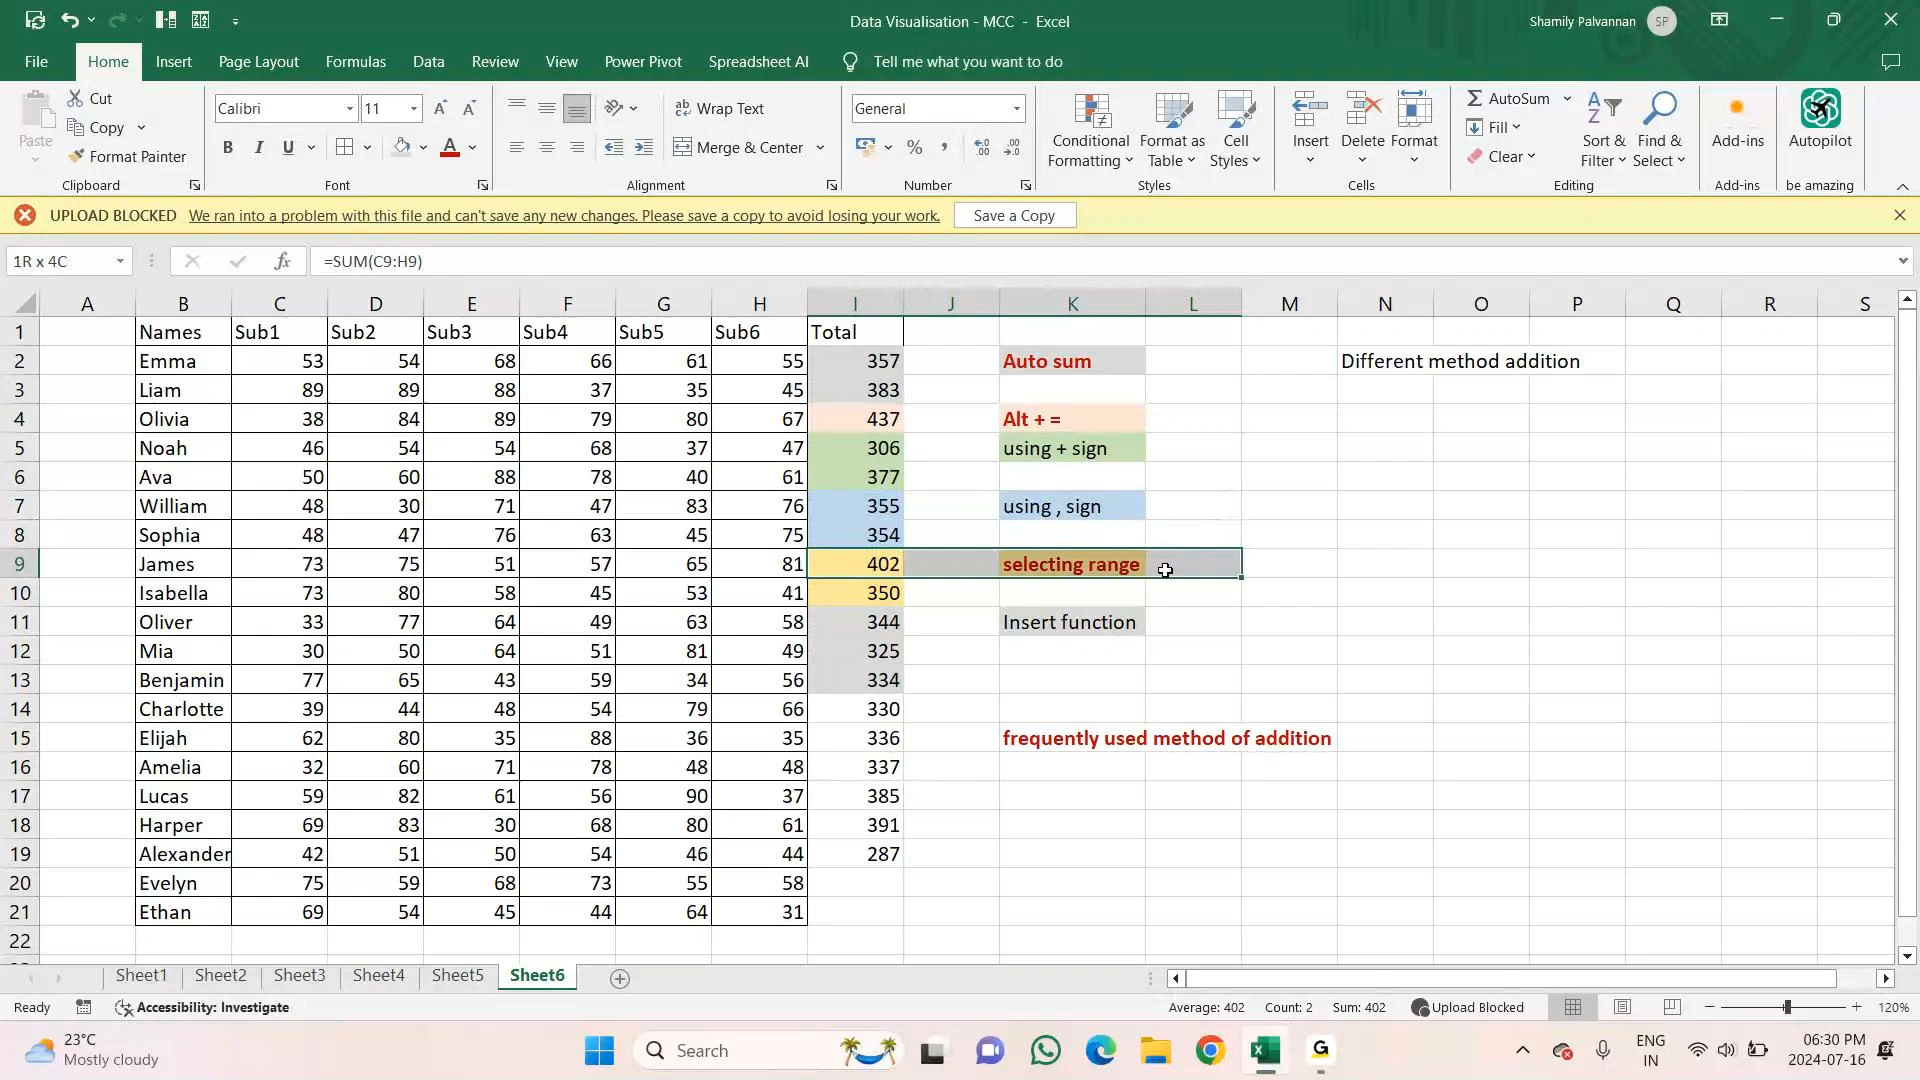 Data Visualisation - MCC - Excel
Shamily Palvannan SP
File Home Insert Page Layout Formulas Data Review View Power Pivot Spreadsheet AI Tell me what you want to do
Paste Cut Copy Format Painter
Calibri 11 B I U A
ab Wrap Text Merge & Center
General % ,
Conditional Formatting Format as Table Cell Styles
Insert Delete Format
AutoSum Fill Clear Sort & Filter Find & Select
Add-ins Autopilot
Clipboard Font Alignment Number Styles Cells Editing Add-ins be amazing
UPLOAD BLOCKED We ran into a problem with this file and can't save any new changes. Please save a copy to avoid losing your work. Save a Copy
1R x 4C fx =SUM(C9:H9)
A B C D E F G H I J K L M N O P Q R S
1 Names Sub1 Sub2 Sub3 Sub4 Sub5 Sub6 Total
2 Emma 53 54 68 66 61 55 357 Auto sum Different method addition
3 Liam 89 89 88 37 35 45 383
4 Olivia 38 84 89 79 80 67 437 Alt + =
5 Noah 46 54 54 68 37 47 306 using + sign
6 Ava 50 60 88 78 40 61 377
7 William 48 30 71 47 83 76 355 using , sign
8 Sophia 48 47 76 63 45 75 354
9 James 73 75 51 57 65 81 402 selecting range
10 Isabella 73 80 58 45 53 41 350
11 Oliver 33 77 64 49 63 58 344 Insert function
12 Mia 30 50 64 51 81 49 325
13 Benjamin 77 65 43 59 34 56 334
14 Charlotte 39 44 48 54 79 66 330
15 Elijah 62 80 35 88 36 35 336 frequently used method of addition
16 Amelia 32 60 71 78 48 48 337
17 Lucas 59 82 61 56 90 37 385
18 Harper 69 83 30 68 80 61 391
19 Alexander 42 51 50 54 46 44 287
20 Evelyn 75 59 68 73 55 58
21 Ethan 69 54 45 44 64 31
22
Sheet1 Sheet2 Sheet3 Sheet4 Sheet5 Sheet6
Ready Accessibility: Investigate Average: 402 Count: 2 Sum: 402 Upload Blocked 120%
23°C
Mostly cloudy
Search
ENG
IN
06:30 PM
2024-07-16